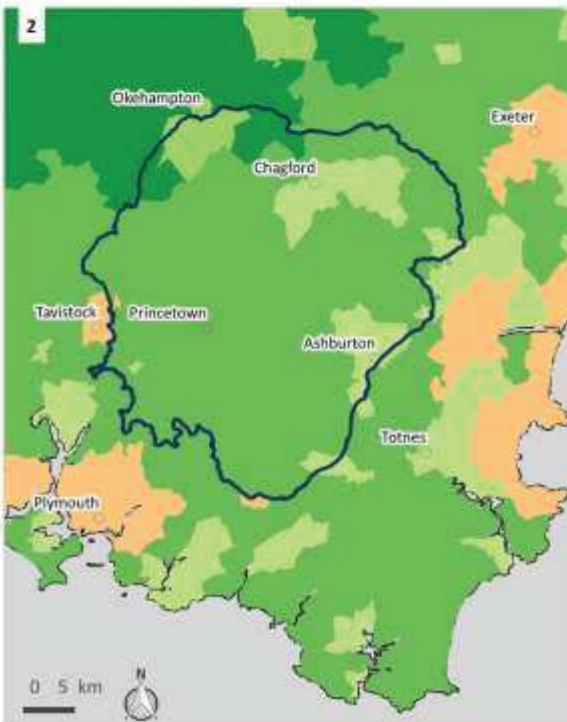 2
Okehampton
Exeter
Chagford
Tavistock
Princetown
Ashburton
Totnes
Plymouth
N
0 5 km